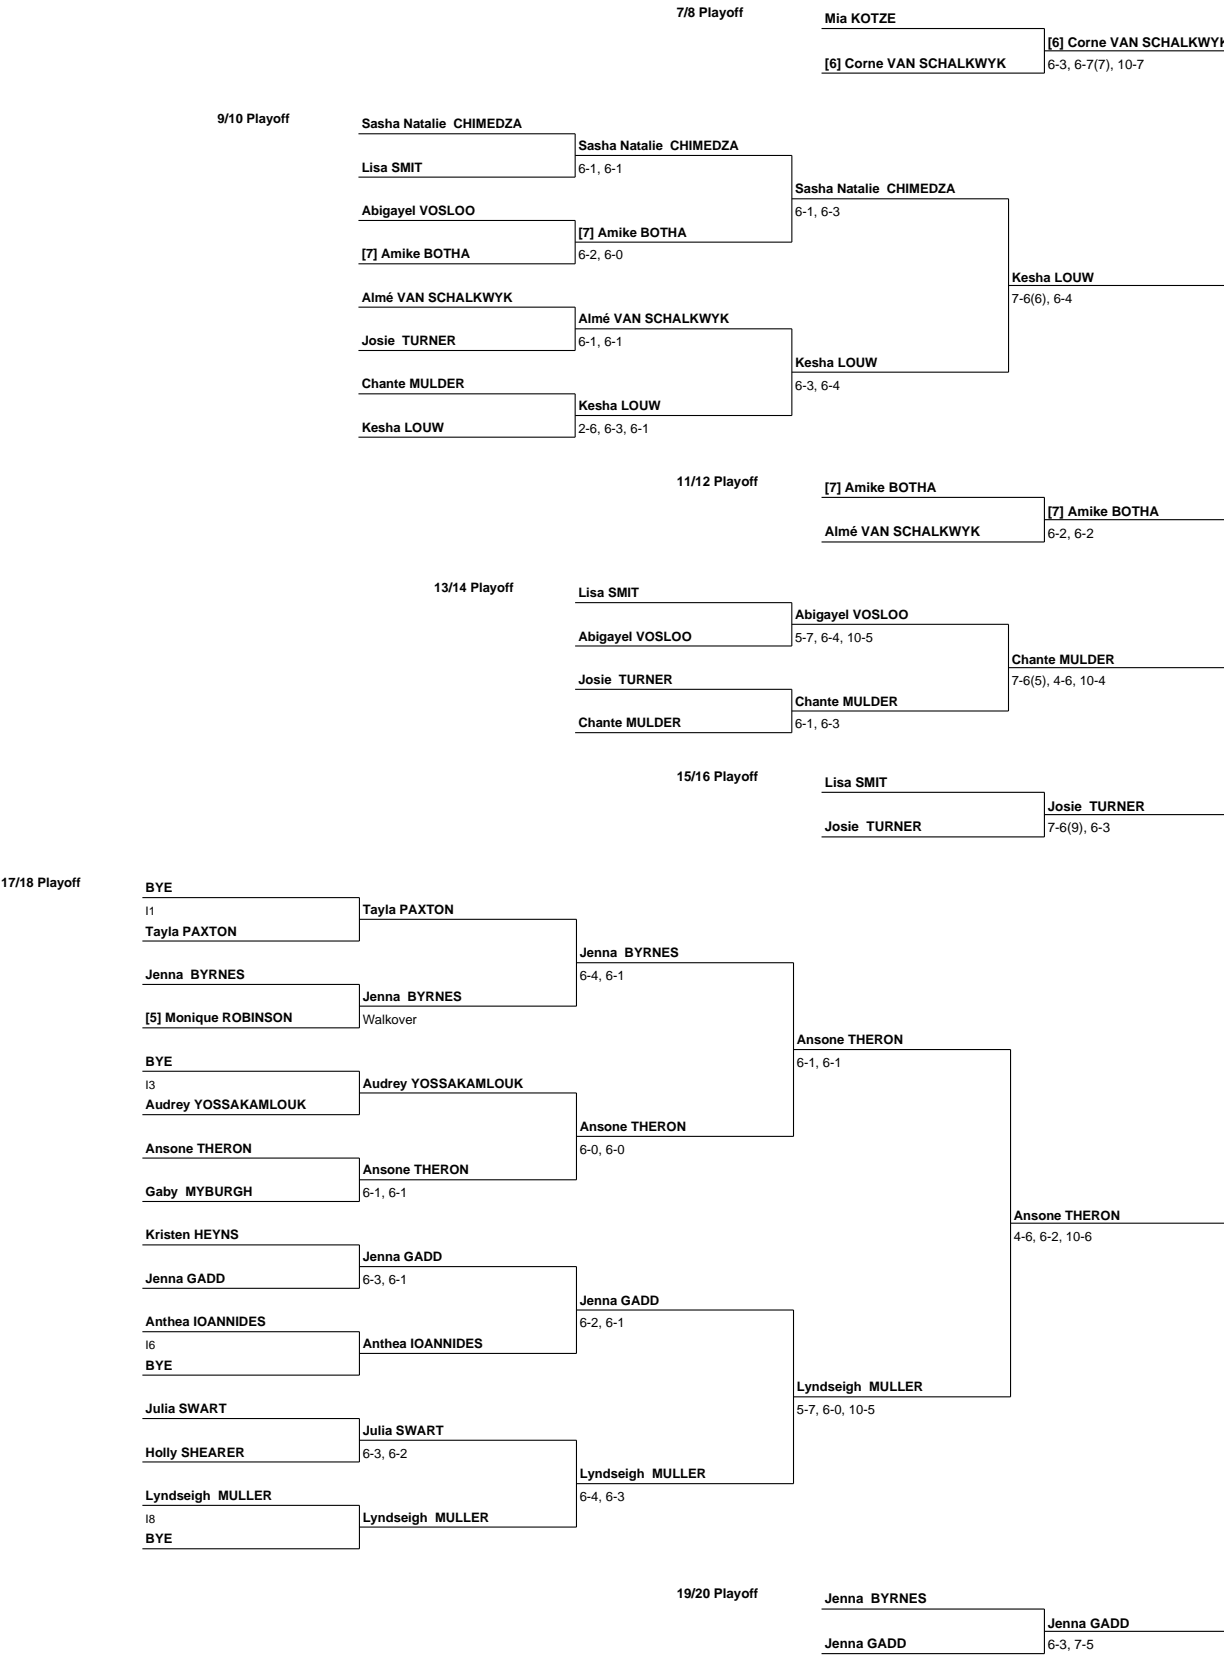 7/8 Playoff
Mia KOTZE
[6] Corne VAN SCHALKWYK
[6] Corne VAN SCHALKWYK
6-3, 6-7(7), 10-7
9/10 Playoff
Sasha Natalie CHIMEDZA
Sasha Natalie CHIMEDZA
Lisa SMIT
6-1, 6-1
Sasha Natalie CHIMEDZA
Abigayel VOSLOO
6-1, 6-3
[7] Amike BOTHA
[7] Amike BOTHA
6-2, 6-0
Kesha LOUW
Almé VAN SCHALKWYK
7-6(6), 6-4
Almé VAN SCHALKWYK
Josie TURNER
6-1, 6-1
Kesha LOUW
Chante MULDER
6-3, 6-4
Kesha LOUW
Kesha LOUW
2-6, 6-3, 6-1
11/12 Playoff
[7] Amike BOTHA
[7] Amike BOTHA
Almé VAN SCHALKWYK
6-2, 6-2
13/14 Playoff
Lisa SMIT
Abigayel VOSLOO
Abigayel VOSLOO
5-7, 6-4, 10-5
Chante MULDER
Josie TURNER
7-6(5), 4-6, 10-4
Chante MULDER
Chante MULDER
6-1, 6-3
15/16 Playoff
Lisa SMIT
Josie TURNER
Josie TURNER
7-6(9), 6-3
17/18 Playoff
BYE
I1
Tayla PAXTON
Tayla PAXTON
Jenna BYRNES
Jenna BYRNES
6-4, 6-1
Jenna BYRNES
[5] Monique ROBINSON
Walkover
Ansone THERON
BYE
6-1, 6-1
I3
Audrey YOSSAKAMLOUK
Audrey YOSSAKAMLOUK
Ansone THERON
Ansone THERON
6-0, 6-0
Ansone THERON
Gaby MYBURGH
6-1, 6-1
Ansone THERON
Kristen HEYNS
4-6, 6-2, 10-6
Jenna GADD
Jenna GADD
6-3, 6-1
Jenna GADD
Anthea IOANNIDES
6-2, 6-1
I6
Anthea IOANNIDES
BYE
Lyndseigh MULLER
Julia SWART
5-7, 6-0, 10-5
Julia SWART
Holly SHEARER
6-3, 6-2
Lyndseigh MULLER
Lyndseigh MULLER
6-4, 6-3
I8
Lyndseigh MULLER
BYE
19/20 Playoff
Jenna BYRNES
Jenna GADD
Jenna GADD
6-3, 7-5